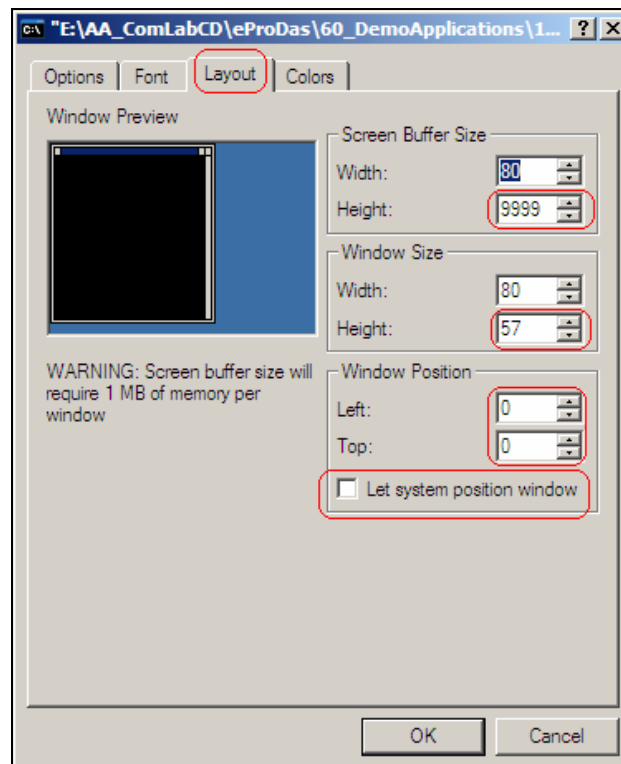 "E:\AA_ComLabCD\eProDas\60_DemoApplications\1...
Options Font Layout Colors
Window Preview
Screen Buffer Size
Width: 80
Height: 9999
Window Size
Width: 80
Height: 57
WARNING: Screen buffer size will
require 1 MB of memory per
window
Window Position
Left: 0
Top: 0
Let system position window
OK Cancel